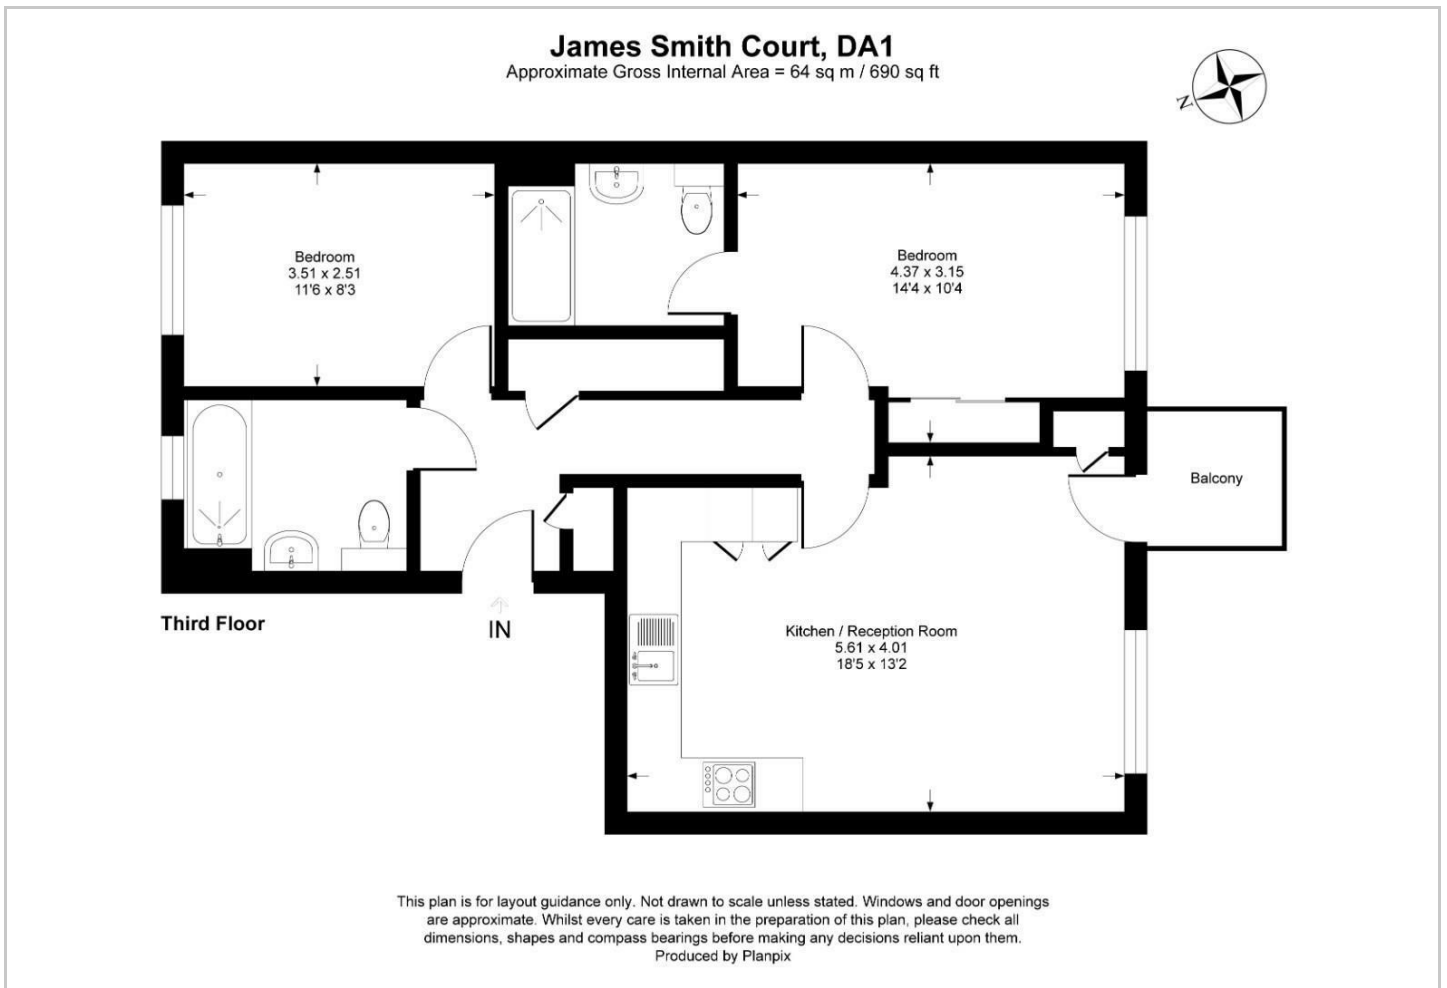 James Smith Court, DA1
Approximate Gross Internal Area = 64 sq m / 690 sq ft
N
Bedroom
3.51 x 2.51
11'6 x 8'3
Bedroom
4.37 x 3.15
14'4 x 10'4
Balcony
Third Floor
IN
Kitchen / Reception Room
5.61 x 4.01
18'5 x 13'2
This plan is for layout guidance only. Not drawn to scale unless stated. Windows and door openings
are approximate. Whilst every care is taken in the preparation of this plan, please check all
dimensions, shapes and compass bearings before making any decisions reliant upon them.
Produced by Planpix